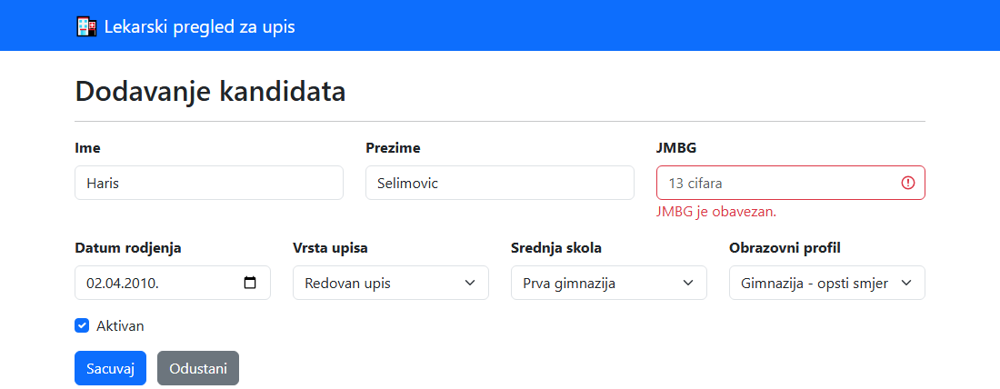 Lekarski pregled za upis
Dodavanje kandidata
Ime Prezime JMBG
Haris Selimovic 13 cifara
JMBG je obavezan.
Datum rodjenja Vrsta upisa Srednja skola Obrazovni profil
02.04.2010. Redovan upis Prva gimnazija Gimnazija - opsti smjer
Aktivan
Sacuvaj Odustani